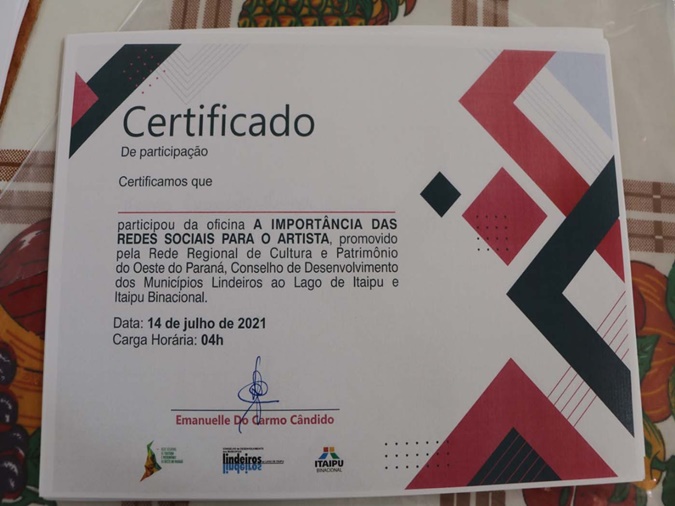 Certificado
De participação
Certificamos que
participou da oficina A IMPORTÂNCIA DAS
REDES SOCIAIS PARA O ARTISTA, promovido
pela Rede Regional de Cultura e Patrimônio
do Oeste do Paraná, Conselho de Desenvolvimento
dos Municípios Lindeiros ao Lago de Itaipu e
Itaipu Binacional.
Data: 14 de julho de 2021
Carga Horária: 04h
Emanuelle Do Carmo Cândido
lindeiros
ITAIPU
BINACIONAL